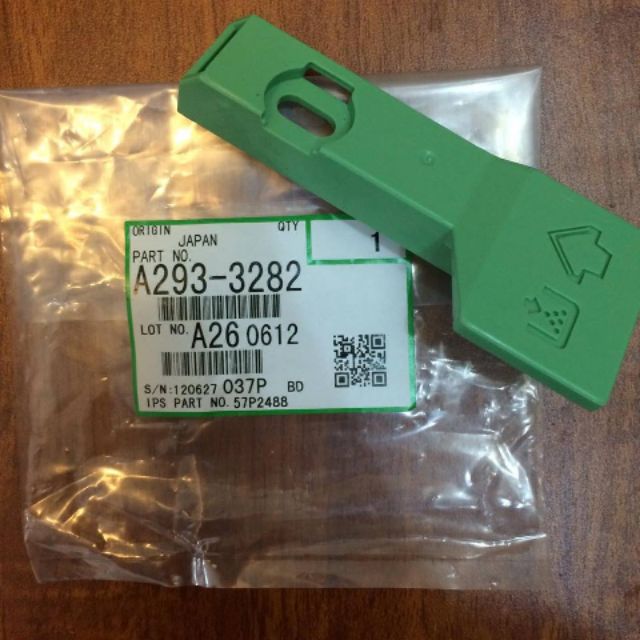 ORIGIN QTY
JAPAN 1
PART NO.
A293-3282
LOT NO. A26 0612
S/N:120627 037P BD
IPS PART NO. 57P2488